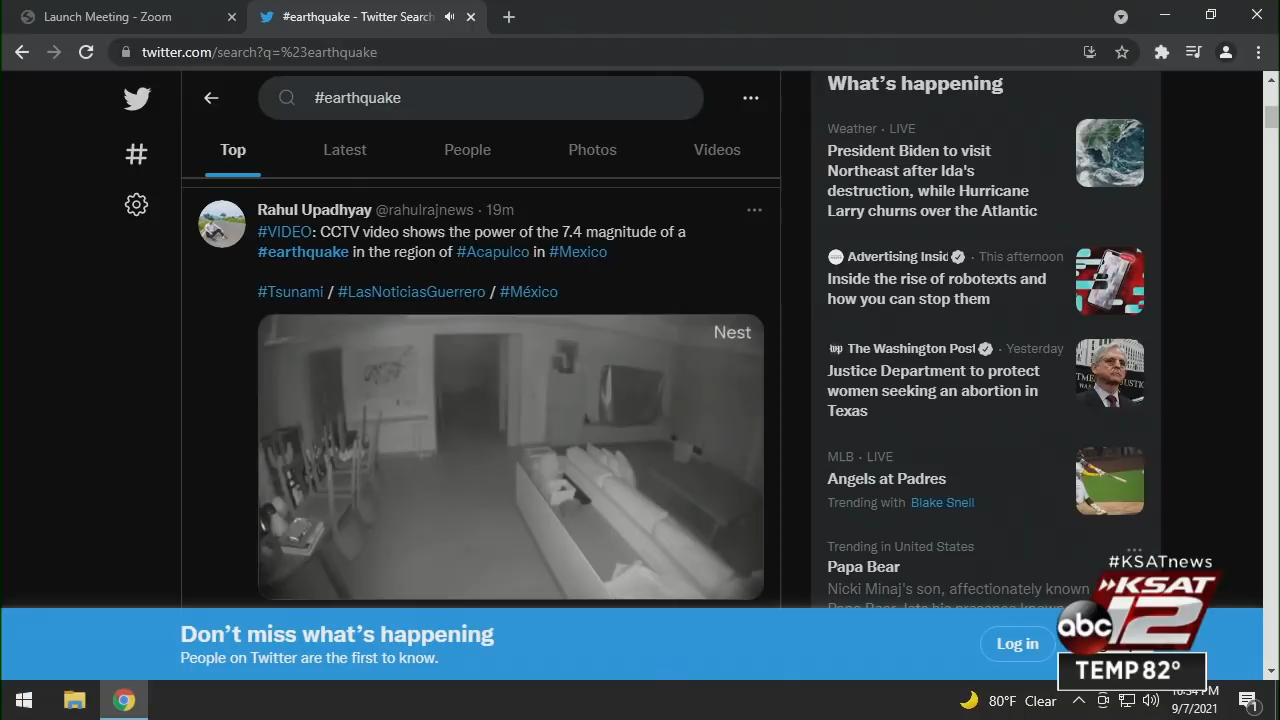 Launch Meeting - Zoom
#earthquake - Twitter Search
twitter.com/search?q=%23earthquake
#earthquake
Top
Latest
People
Photos
Videos
Rahul Upadhyay @rahulrajnews · 19m
#VIDEO: CCTV video shows the power of the 7.4 magnitude of a
#earthquake in the region of #Acapulco in #Mexico
#Tsunami / #LasNoticiasGuerrero / #México
Nest
What's happening
Weather · LIVE
President Biden to visit
Northeast after Ida's
destruction, while Hurricane
Larry churns over the Atlantic
Advertising Insid · This afternoon
Inside the rise of robotexts and
how you can stop them
wp The Washington Post · Yesterday
Justice Department to protect
women seeking an abortion in
Texas
MLB · LIVE
Angels at Padres
Trending with Blake Snell
Trending in United States
Papa Bear
Nicki Minaj's son, affectionately known
Don't miss what's happening
People on Twitter are the first to know.
Log in
#KSATnews
KSAT
abc 12
TEMP 82°
80°F Clear
9/7/2021
1